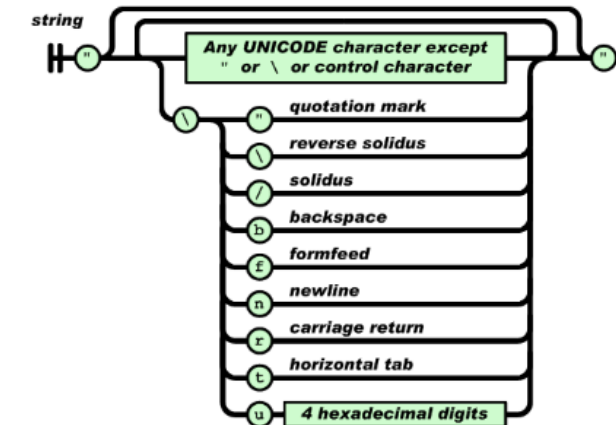 string
" Any UNICODE character except "
" or \ or control character
\ " quotation mark
\ reverse solidus
/ solidus
b backspace
f formfeed
n newline
r carriage return
t horizontal tab
u 4 hexadecimal digits